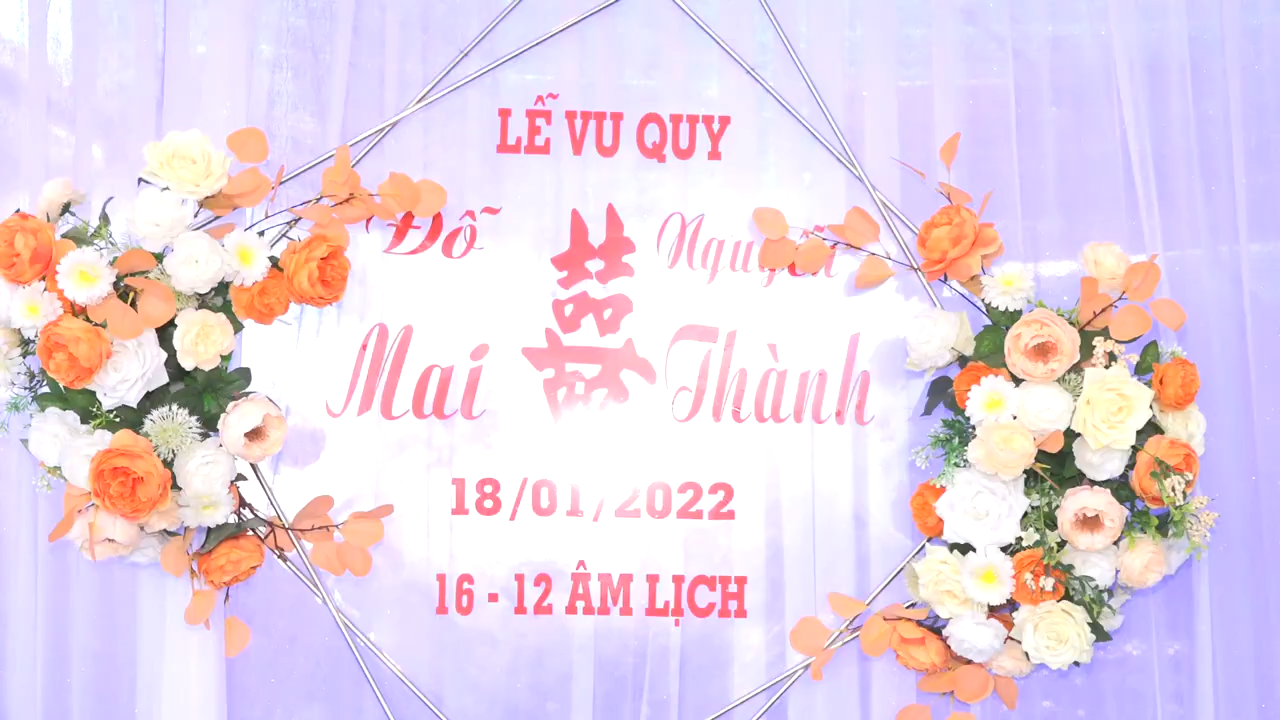 LỄ VU QUY
Đỗ 囍 Nguyễn
Mai Thành
18/01/2022
16 - 12 ÂM LỊCH